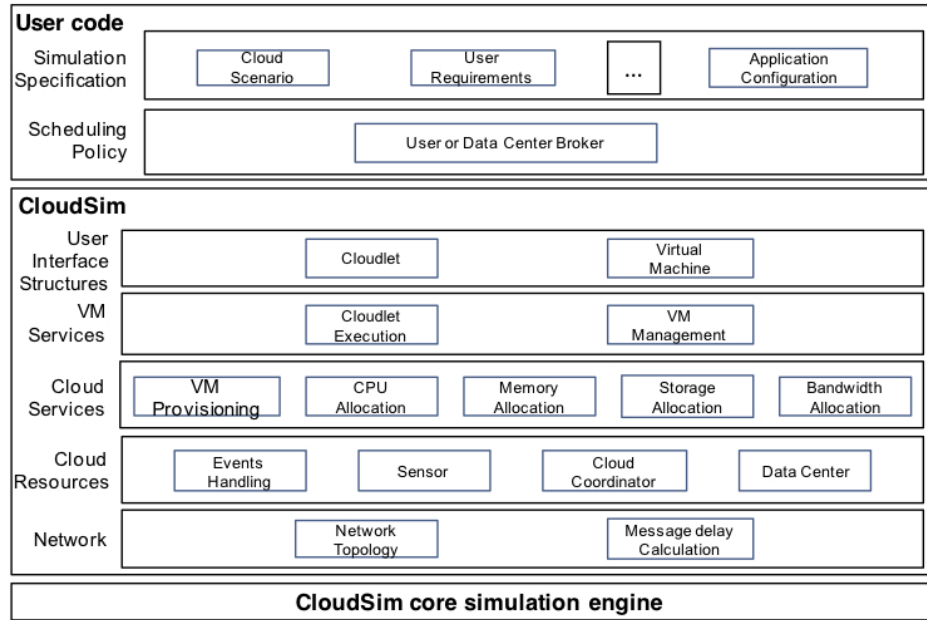 User code
Simulation
Specification
Cloud
Scenario
User
Requirements
...
Application
Configuration
Scheduling
Policy
User or Data Center Broker
CloudSim
User
Interface
Structures
Cloudlet
Virtual
Machine
VM
Services
Cloudlet
Execution
VM
Management
Cloud
Services
VM
Provisioning
CPU
Allocation
Memory
Allocation
Storage
Allocation
Bandwidth
Allocation
Cloud
Resources
Events
Handling
Sensor
Cloud
Coordinator
Data Center
Network
Network
Topology
Message delay
Calculation
CloudSim core simulation engine